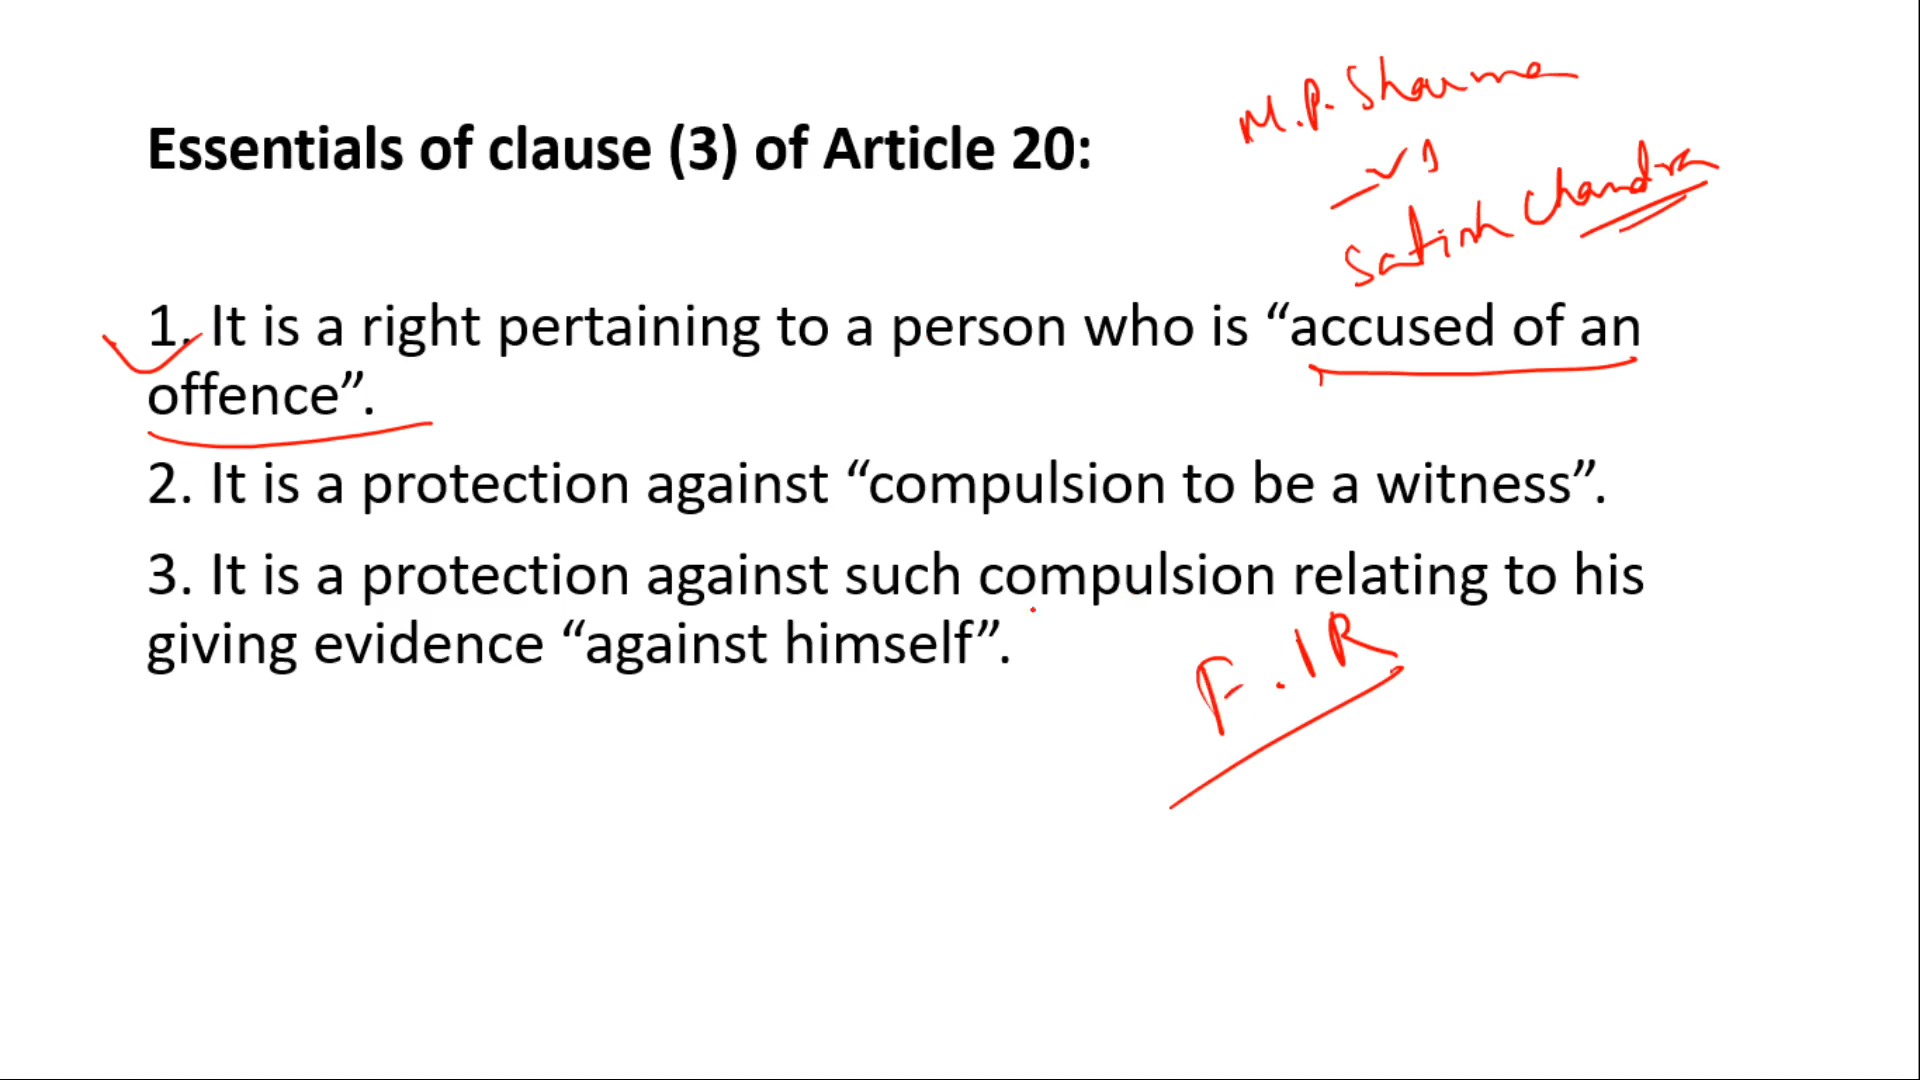 M.P. Sharma
vs
Satish Chandra
Essentials of clause (3) of Article 20:
1. It is a right pertaining to a person who is “accused of an
offence”.
2. It is a protection against “compulsion to be a witness”.
3. It is a protection against such compulsion relating to his
giving evidence “against himself”.
F.IR